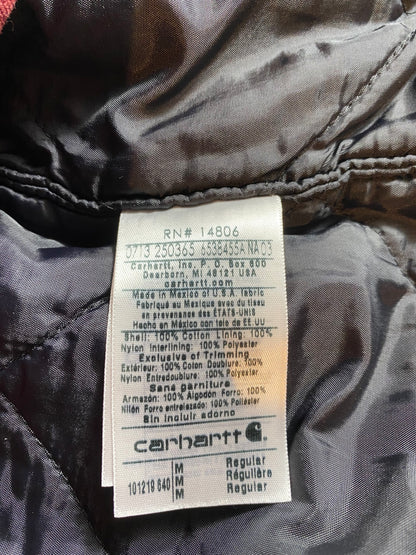 RN# 14806
0713 250365 6538455A NA 03
Carhartt, Inc. P. O. Box 600
Dearborn, MI 48121 USA
carhartt.com
Made in Mexico of U.S.A. fabric
Fabriqué au Mexique avec du tissu
en provenance des ÉTATS-UNIS
Hecho en México con tela de EE UU
Shell: 100% Cotton Lining: 100%
Nylon Interlining: 100% Polyester
Exclusive of Trimming
Extérieur: 100% Coton Doublure: 100%
Nylon Entredoublure: 100% Polyester
Sans garniture
Armazón: 100% Algodón Forro: 100%
Nilón Forro entrelazado: 100% Poliéster
Sin incluir adorno
carhartt
M Regular
101219 640 M Régulière
M Regular